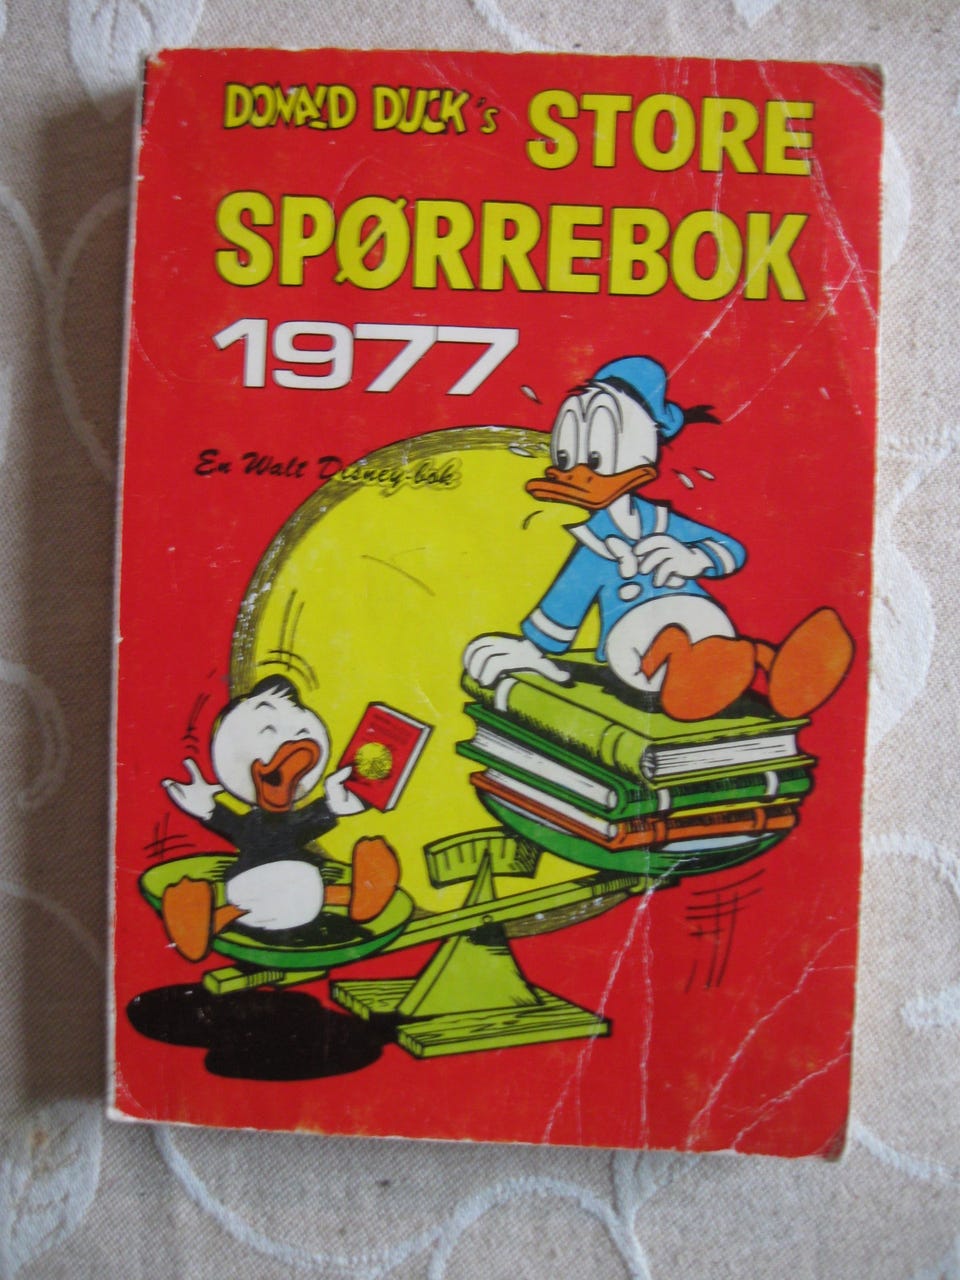 DONALD DUCK's STORE
SPØRREBOK
1977
En Walt Disney-bok